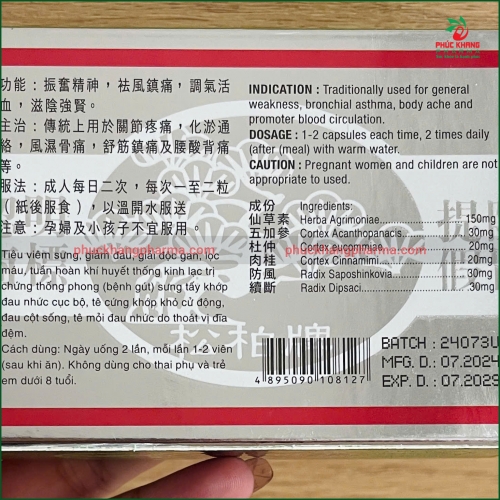 PHÚC KHANG
功能：振奮精神，袪風鎮痛，調氣活
血，滋陰強腎。
主治：傳統上用於關節疼痛，化淤通
絡，風濕骨痛，舒筋鎮痛及腰酸背痛
等。
服法：成人每日二次，每次一至二粒
（紙後服食），以溫開水服送
注意：孕婦及小孩子不宜服用。
Tiêu viêm sưng, giảm đau, giải độc gan, lọc
máu, tuần hoàn khí huyết thống kinh lạc trị
chứng thống phong (bệnh gút) sưng tấy khớp
đau nhức cục bộ, tê cứng khó khó cử động,
đau cột sống, tê mỏi đau nhức do thoát vị đĩa
đệm.
Cách dùng: Ngày uống 2 lần, mỗi lần 1-2 viên
(sau khi ăn). Không dùng cho thai phụ và trẻ
em dưới 8 tuổi.
INDICATION : Traditionally used for general
weakness, bronchial asthma, body ache and
promoter blood circulation.
DOSAGE : 1-2 capsules each time, 2 times daily
(after (meal) with warm water.
CAUTION : Pregnant women and children are not
appropriate to used.
成份 Ingredients:
仙草素 Herba Agrimoniae 150mg
五加參 Cortex Acanthopanacis 30mg
杜仲 Cortex eucommiae 20mg
肉桂 Cortex Cinnamimi 20mg
防風 Radix Saposhinkovia 30mg
續斷 Radix Dipsaci 30mg
phuckhangpharma.com phuckhangpharma.com
松柏牌
4 895090 108127
BATCH : 24073U
MFG. D. : 07.2024
EXP. D. : 07.2029